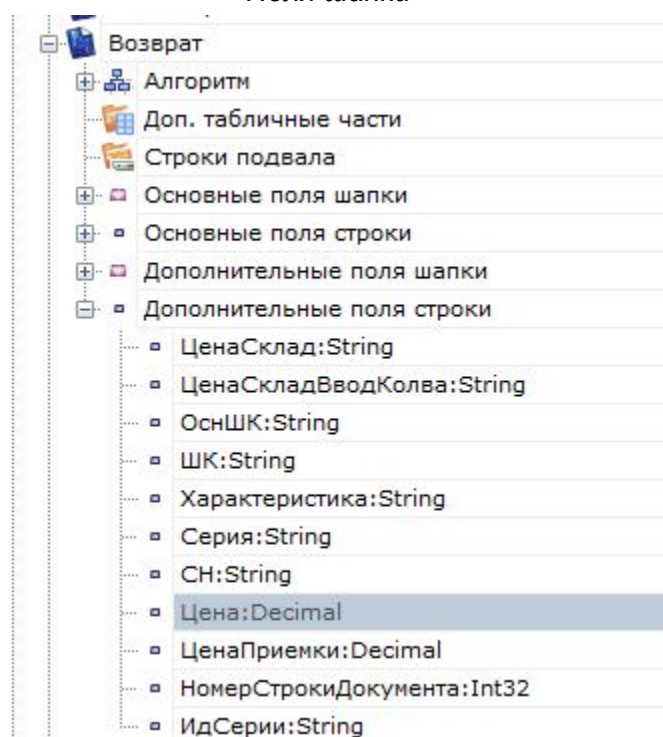 Возврат
Алгоритм
Доп. табличные части
Строки подвала
Основные поля шапки
Основные поля строки
Дополнительные поля шапки
Дополнительные поля строки
ЦенаСклад:String
ЦенаСкладВводКолва:String
ОснШК:String
ШК:String
Характеристика:String
Серия:String
СН:String
Цена:Decimal
ЦенаПриемки:Decimal
НомерСтрокиДокумента:Int32
ИдСерии:String